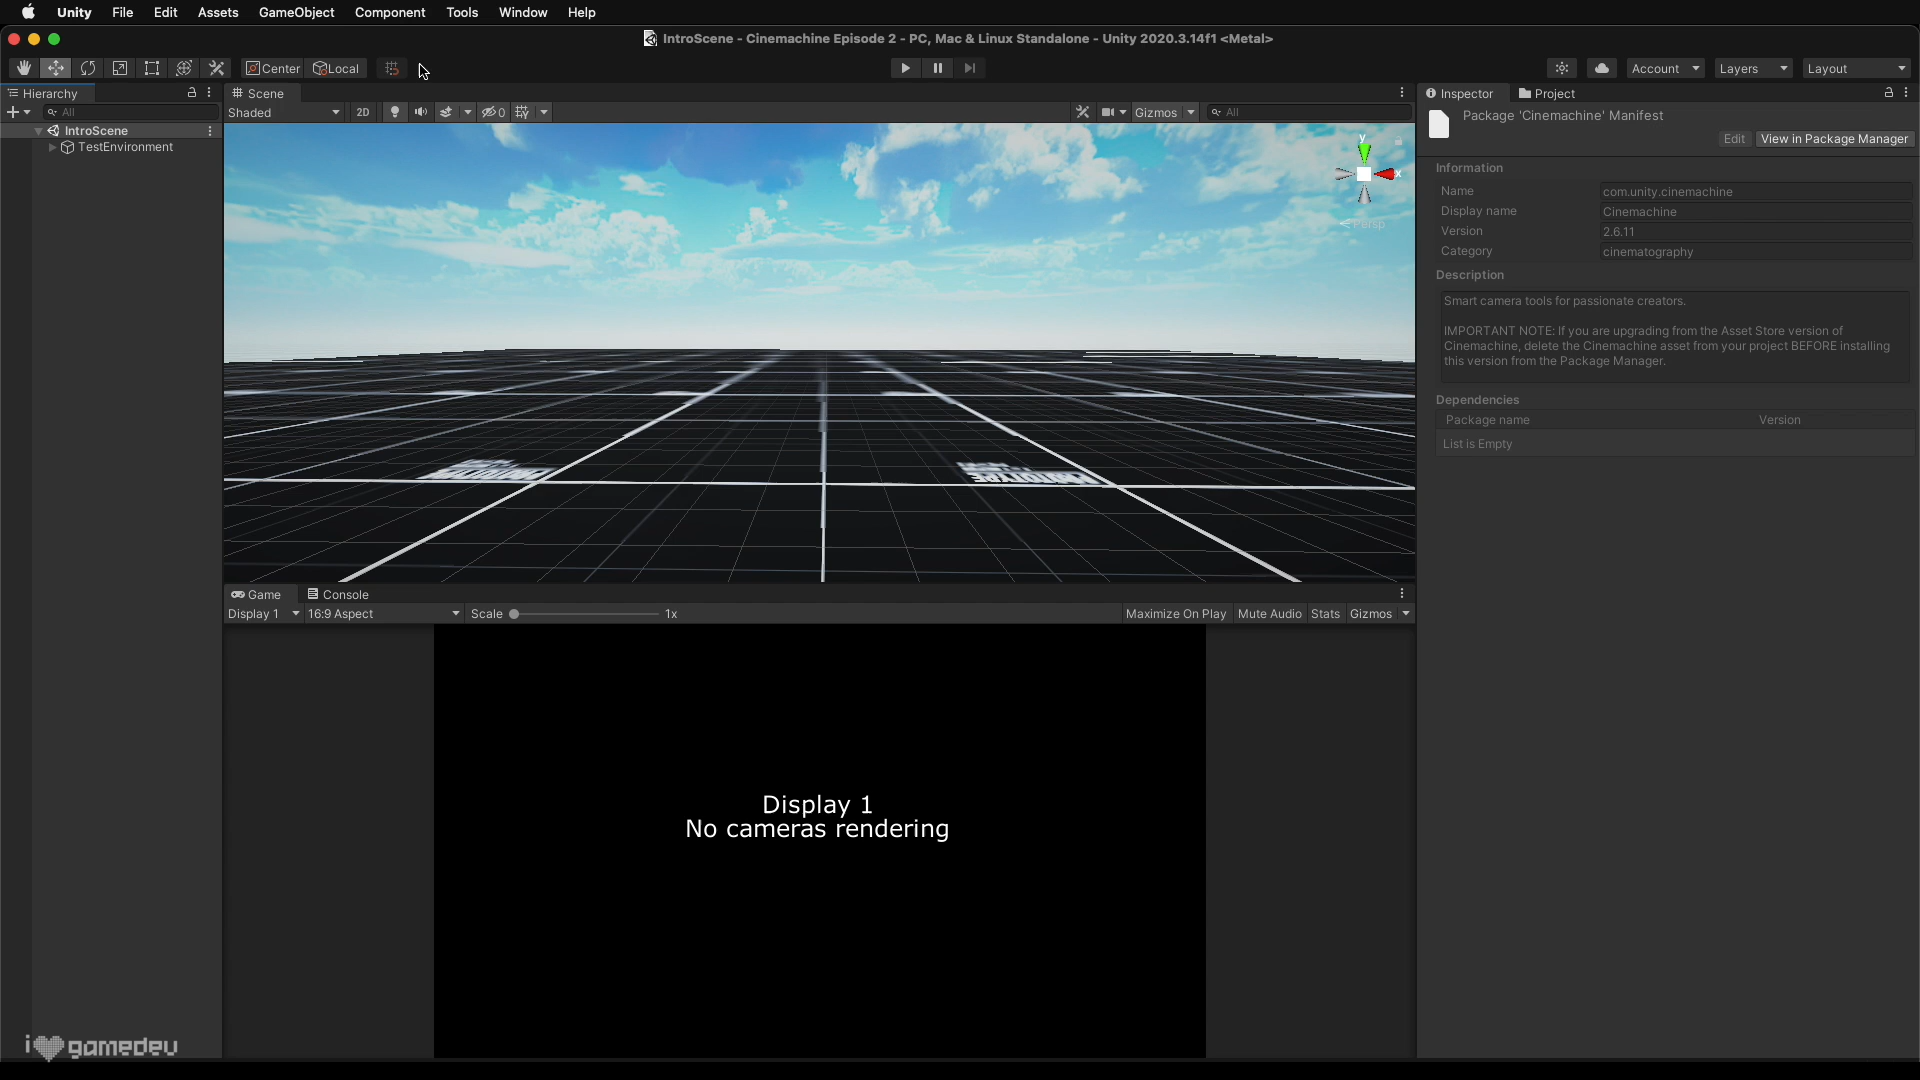 Unity File Edit Assets GameObject Component Tools Window Help
IntroScene - Cinemachine Episode 2 - PC, Mac & Linux Standalone - Unity 2020.3.14f1 <Metal>
Center Local Account Layers Layout
Hierarchy
All
IntroScene
TestEnvironment
Scene
Shaded 2D 0 Gizmos All
y
x
Persp
PROTOTYPE
Game Console
Display 1 16:9 Aspect Scale 1x Maximize On Play Mute Audio Stats Gizmos
Display 1
No cameras rendering
Inspector Project
Package 'Cinemachine' Manifest
Edit View in Package Manager
Information
Name com.unity.cinemachine
Display name Cinemachine
Version 2.6.11
Category cinematography
Description
Smart camera tools for passionate creators.
IMPORTANT NOTE: If you are upgrading from the Asset Store version of
Cinemachine, delete the Cinemachine asset from your project BEFORE installing
this version from the Package Manager.
Dependencies
Package name Version
List is Empty
i gamedev